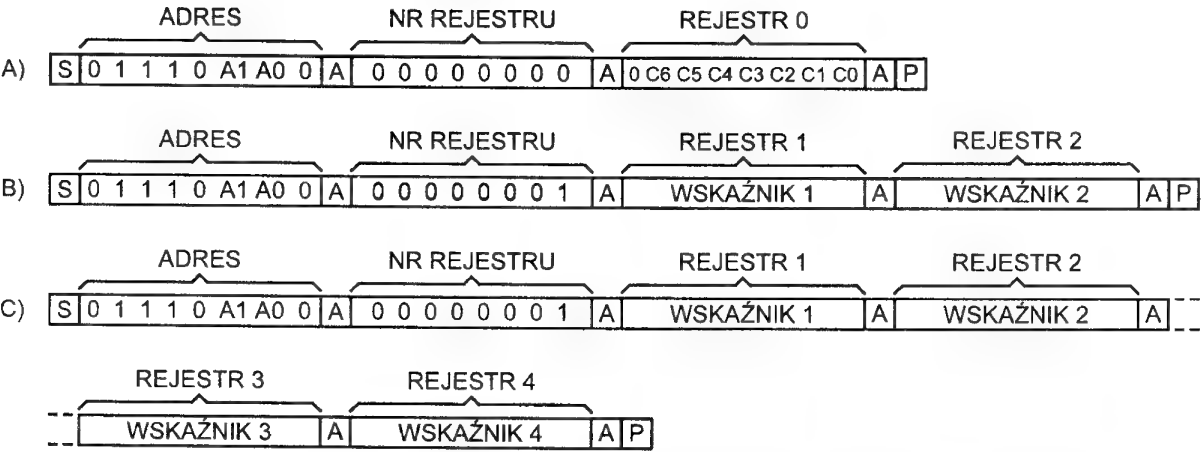 ADRES NR REJESTRU REJESTR 0
A) S 0 1 1 1 0 A1 A0 0 A 0 0 0 0 0 0 0 0 A 0 C6 C5 C4 C3 C2 C1 C0 A P
ADRES NR REJESTRU REJESTR 1 REJESTR 2
B) S 0 1 1 1 0 A1 A0 0 A 0 0 0 0 0 0 0 1 A WSKAŹNIK 1 A WSKAŹNIK 2 A P
ADRES NR REJESTRU REJESTR 1 REJESTR 2
C) S 0 1 1 1 0 A1 A0 0 A 0 0 0 0 0 0 0 1 A WSKAŹNIK 1 A WSKAŹNIK 2 A
REJESTR 3 REJESTR 4
WSKAŹNIK 3 A WSKAŹNIK 4 A P